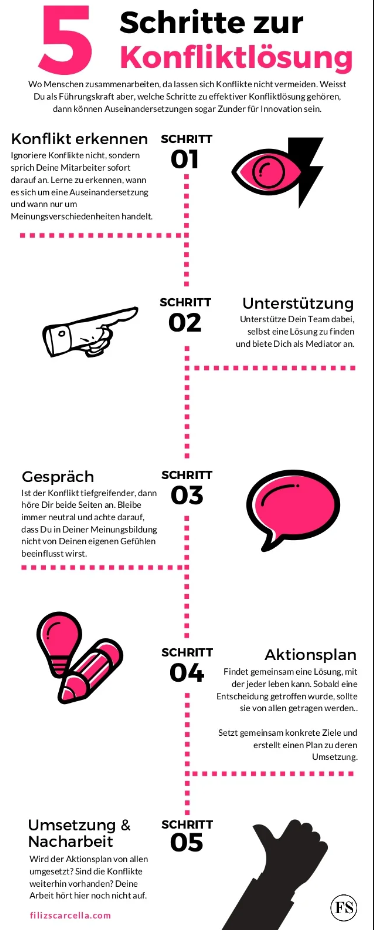 5 Schritte zur
Konfliktlösung
Wo Menschen zusammenarbeiten, da lassen sich Konflikte nicht vermeiden. Weisst
Du als Führungskraft aber, welche Schritte zu effektiver Konfliktlösung gehören,
dann können Auseinandersetzungen sogar Zunder für Innovation sein.
Konflikt erkennen
Ignoriere Konflikte nicht, sondern
sprich Deine Mitarbeiter sofort
darauf an. Lerne zu erkennen, wann
es sich um eine Auseinandersetzung
und wann nur um
Meinungsverschiedenheiten handelt.
SCHRITT
01
SCHRITT
02
Unterstützung
Unterstütze Dein Team dabei,
selbst eine Lösung zu finden
und biete Dich als Mediator an.
Gespräch
Ist der Konflikt tiefgreifender, dann
höre Dir beide Seiten an. Bleibe
immer neutral und achte darauf,
dass Du in Deiner Meinungsbildung
nicht von Deinen eigenen Gefühlen
beeinflusst wirst.
SCHRITT
03
SCHRITT
04
Aktionsplan
Findet gemeinsam eine Lösung, mit
der jeder leben kann. Sobald eine
Entscheidung getroffen wurde, sollte
sie von allen getragen werden..
Setzt gemeinsam konkrete Ziele und
erstellt einen Plan zu deren
Umsetzung.
Umsetzung &
Nacharbeit
Wird der Aktionsplan von allen
umgesetzt? Sind die Konflikte
weiterhin vorhanden? Deine
Arbeit hört hier noch nicht auf.
SCHRITT
05
filizscarcella.com
FS